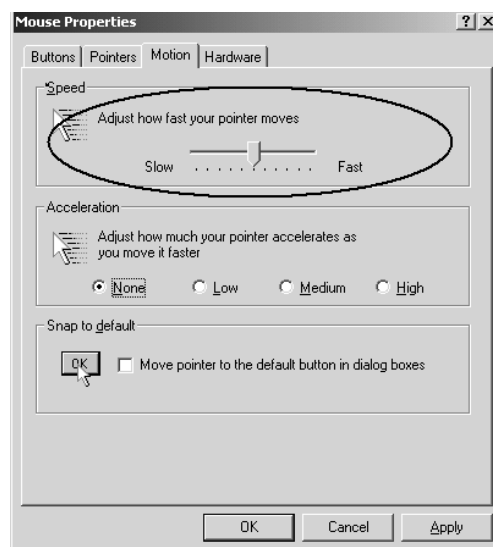 Mouse Properties ? x
Buttons Pointers Motion Hardware
Speed
Adjust how fast your pointer moves
Slow Fast
Acceleration
Adjust how much your pointer accelerates as
you move it faster
None Low Medium High
Snap to default
OK Move pointer to the default button in dialog boxes
OK Cancel Apply